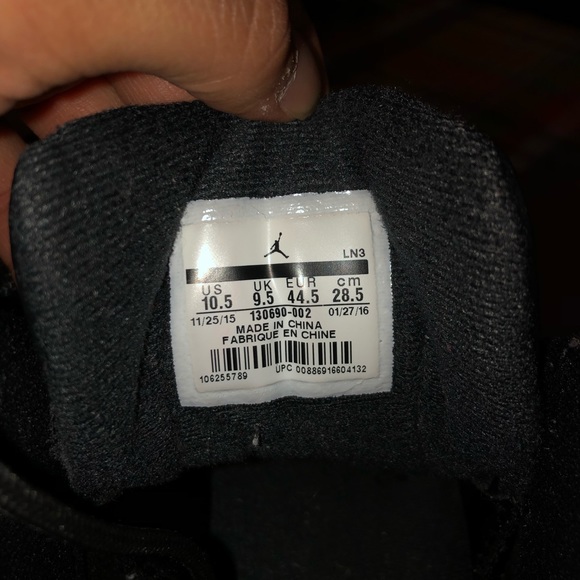 LN3
US UK EUR cm
10.5 9.5 44.5 28.5
11/25/15 130690-002 01/27/16
MADE IN CHINA
FABRIQUE EN CHINE
106255789 UPC 00886916604132